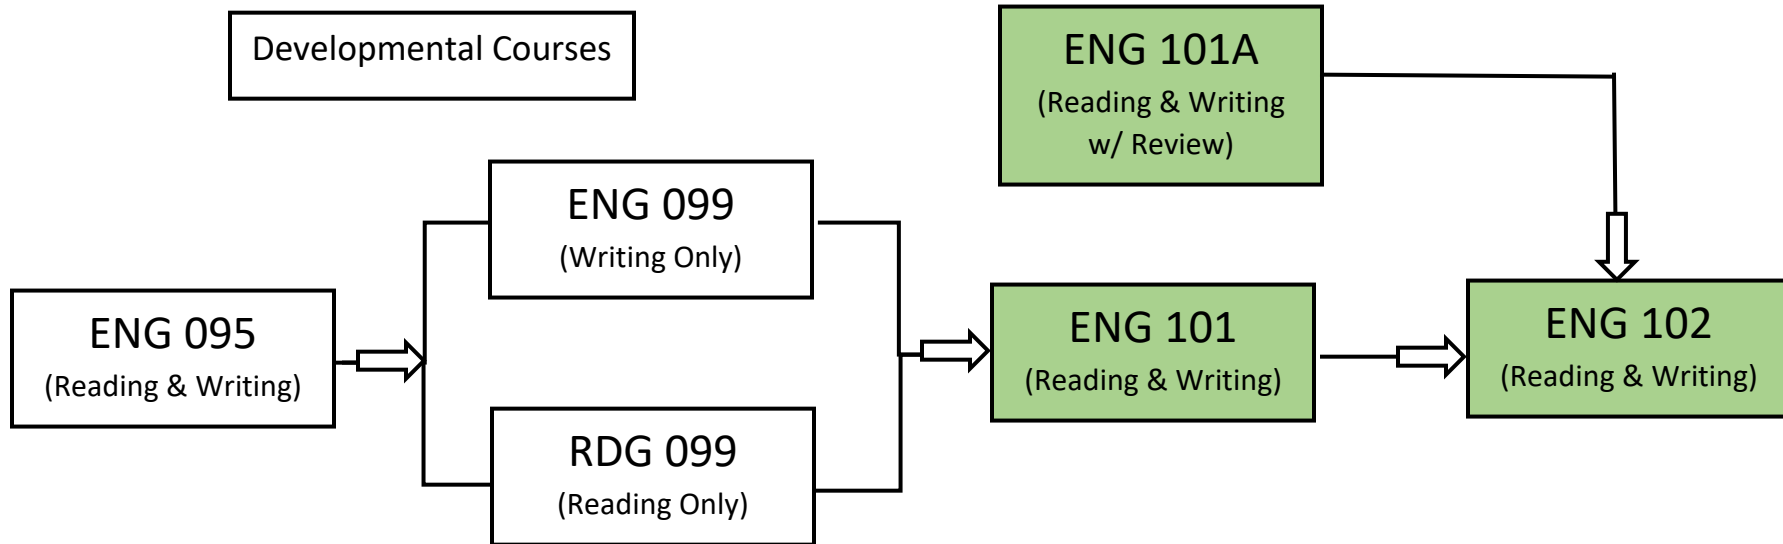 Developmental Courses
ENG 101A
(Reading & Writing
w/ Review)
ENG 099
(Writing Only)
ENG 095
(Reading & Writing)
ENG 101
(Reading & Writing)
ENG 102
(Reading & Writing)
RDG 099
(Reading Only)